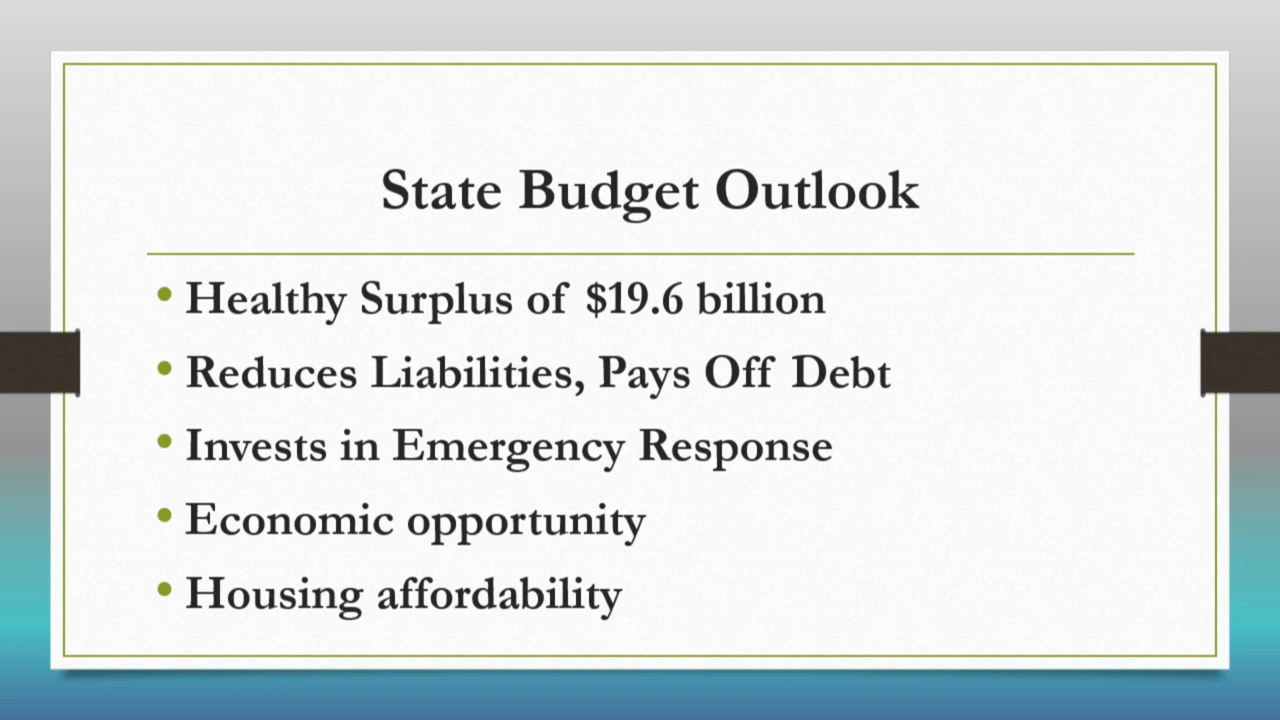 State Budget Outlook
• Healthy Surplus of $19.6 billion
• Reduces Liabilities, Pays Off Debt
• Invests in Emergency Response
• Economic opportunity
• Housing affordability